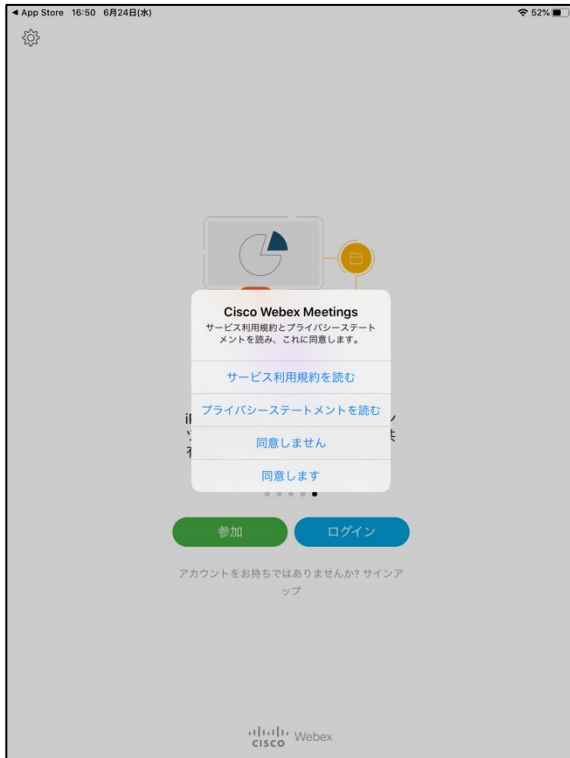 App Store 16:50 6月24日(水) 52%
Cisco Webex Meetings
サービス利用規約とプライバシーステート
メントを読み、これに同意します。
サービス利用規約を読む
プライバシーステートメントを読む
同意しません
同意します
参加 ログイン
アカウントをお持ちではありませんか? サインア
ップ
CISCO Webex